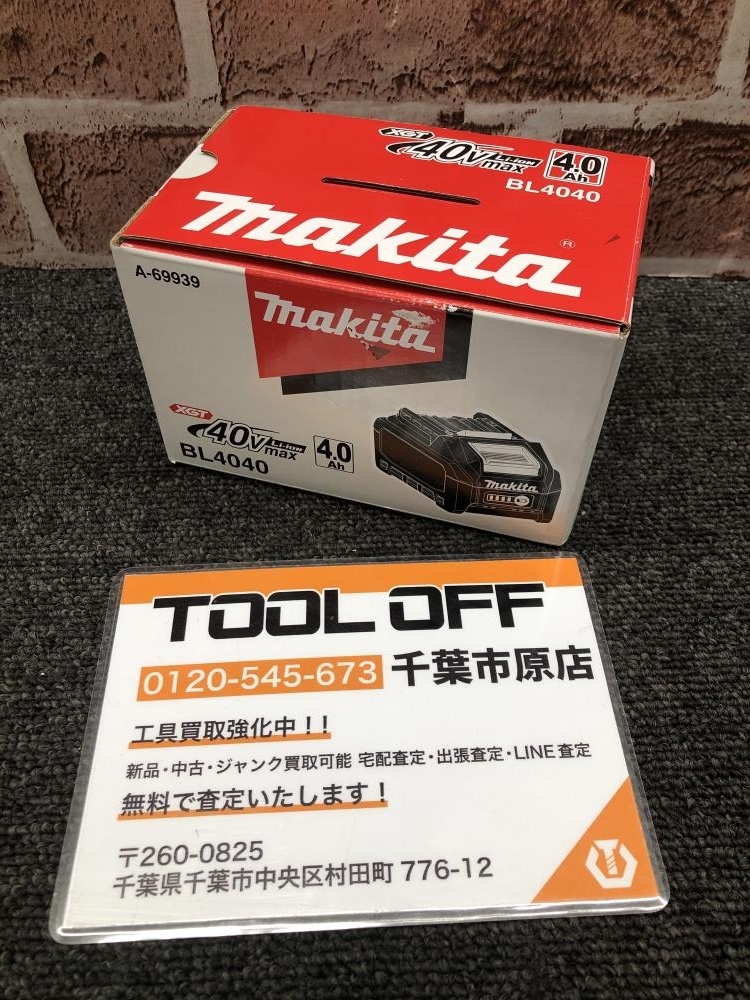 XGT 40Vmax Li-ion 4.0 Ah
BL4040
makita ®
A-69939
makita
XGT
40Vmax Li-ion 4.0 Ah
BL4040
makita
TOOL OFF
0120-545-673 千葉市原店
工具買取強化中!!
新品・中古・ジャンク買取可能 宅配査定・出張査定・LINE査定
無料で査定いたします!
〒260-0825
千葉県千葉市中央区村田町 776-12